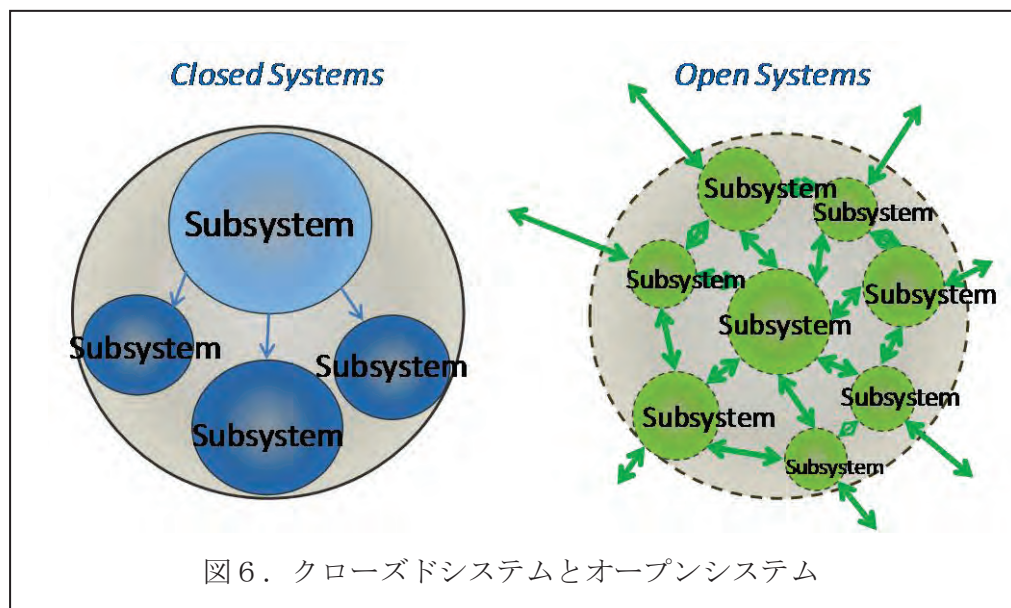 Closed Systems
Subsystem
Subsystem
Subsystem
Subsystem
Open Systems
Subsystem
Subsystem
Subsystem
Subsystem
Subsystem
Subsystem
Subsystem
Subsystem
図6．クローズドシステムとオープンシステム